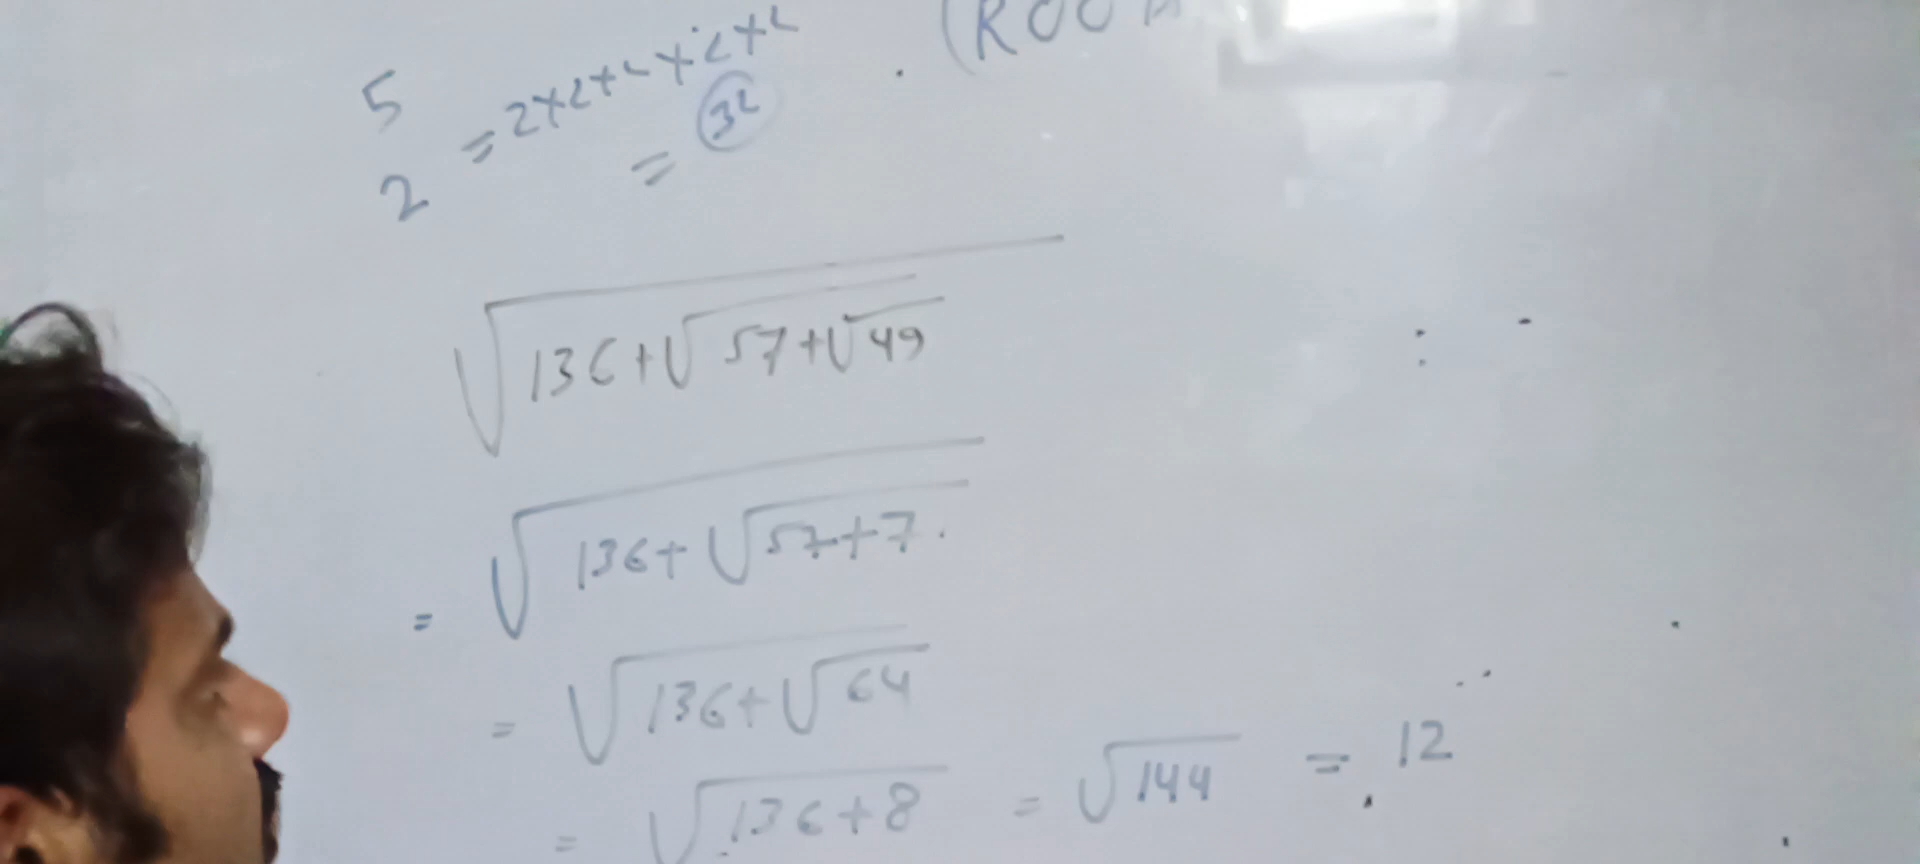 (ROO
5
2 = 2×2×2×2×2
= 32
√136+√57+√49
= √136+√57+7
= √136+√64
= √136+8 = √144 = 12